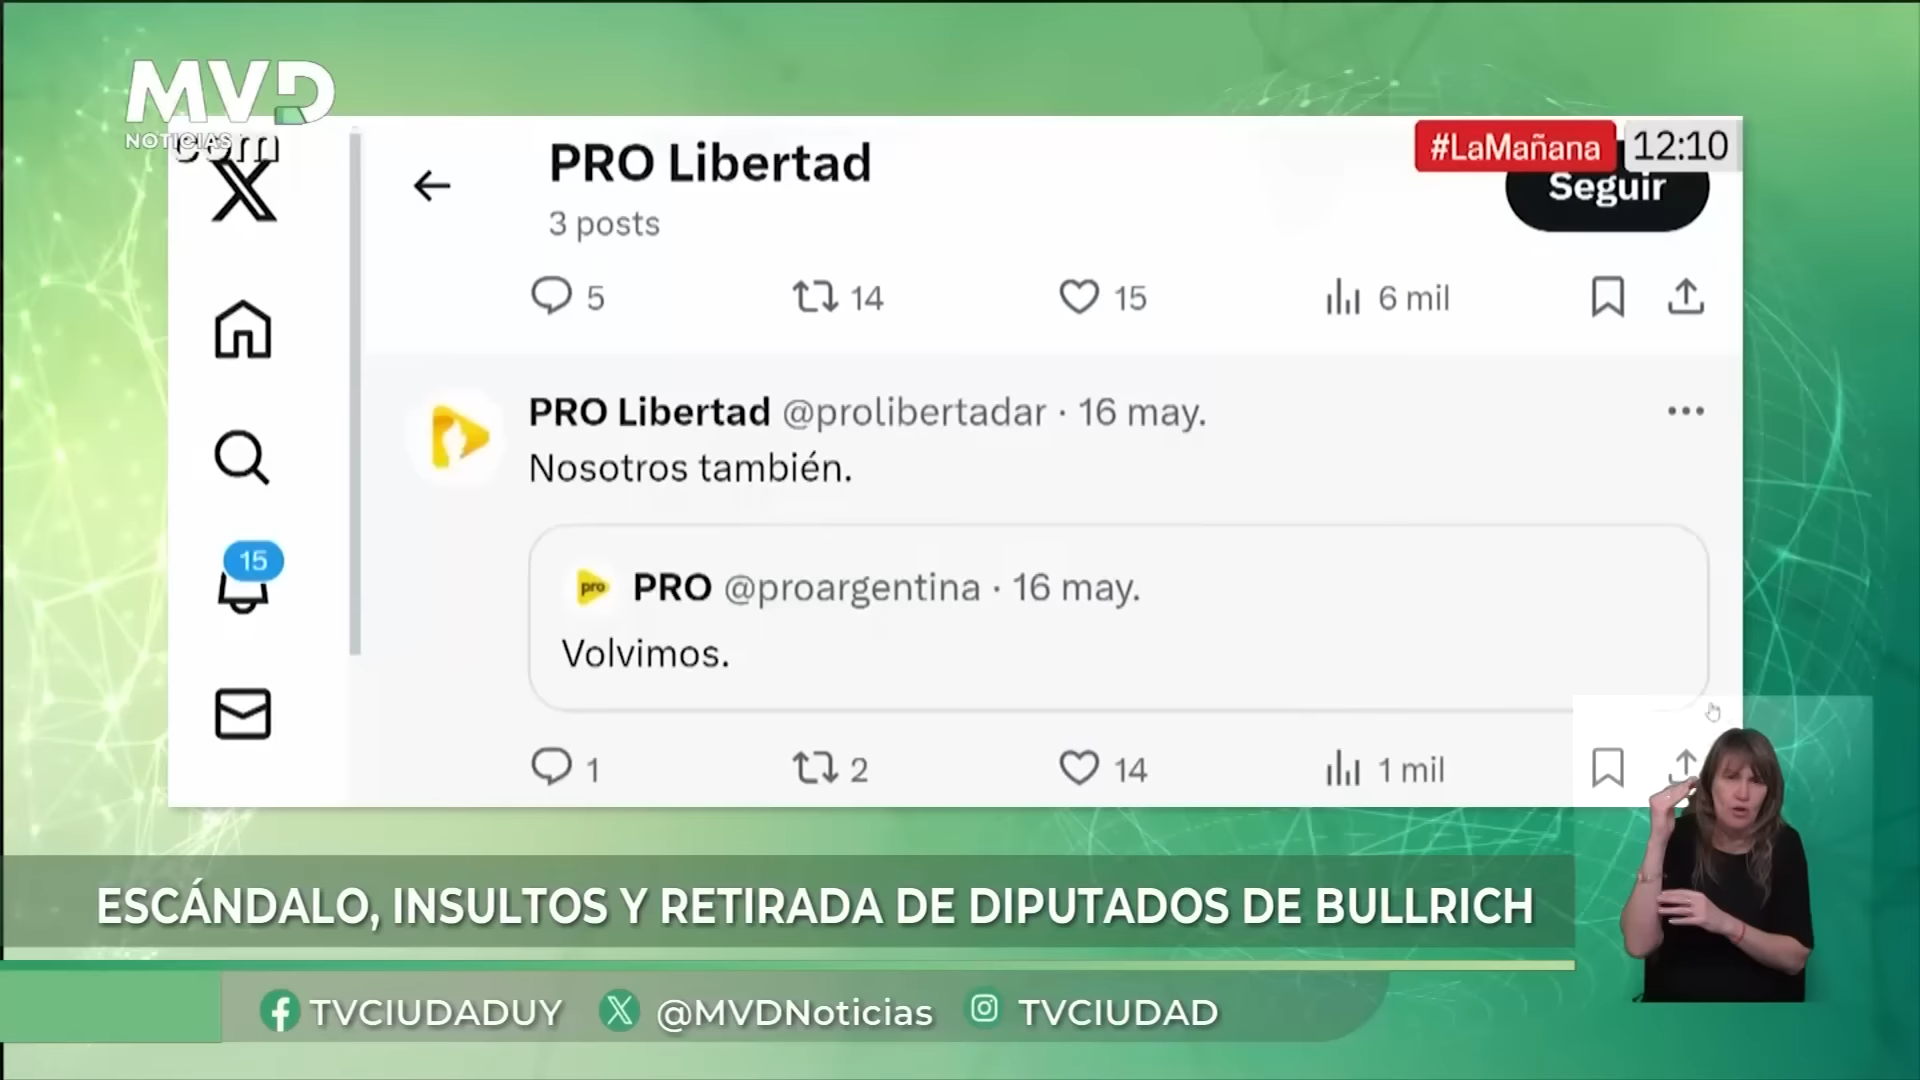 MVD
NOTICIAS
com
PRO Libertad
3 posts
#LaMañana 12:10
Seguir
5 14 15 6 mil
PRO Libertad @prolibertadar · 16 may.
Nosotros también.
15
pro PRO @proargentina · 16 may.
Volvimos.
1 2 14 1 mil
ESCÁNDALO, INSULTOS Y RETIRADA DE DIPUTADOS DE BULLRICH
TVCIUDADUY @MVDNoticias TVCIUDAD